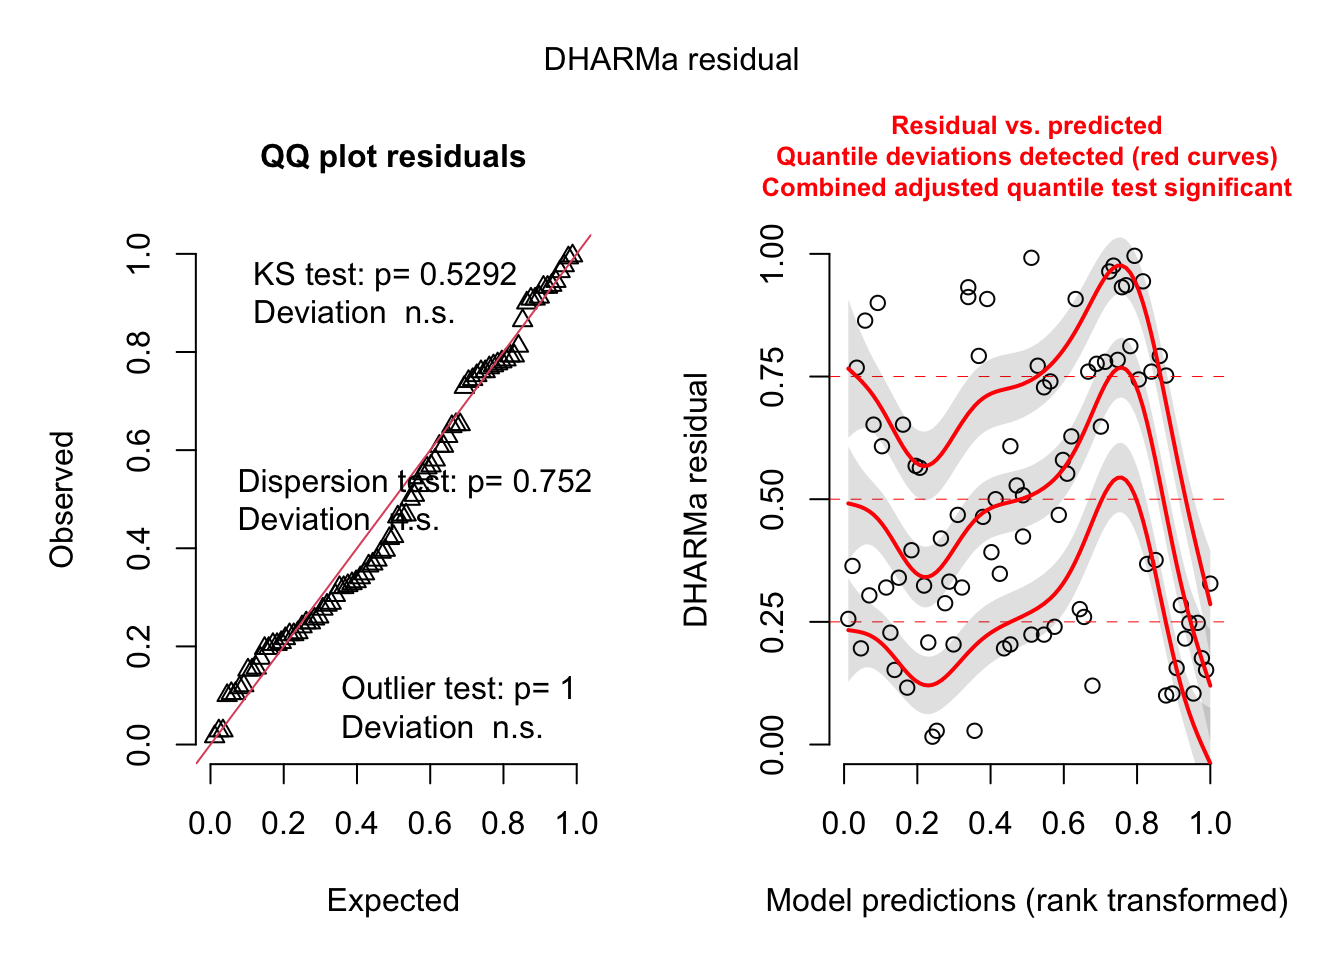 DHARMa residual
QQ plot residuals
KS test: p= 0.5292
Deviation  n.s.
Dispersion test: p= 0.752
Deviation  n.s.
Outlier test: p= 1
Deviation  n.s.
Observed
0.0 0.2 0.4 0.6 0.8 1.0
0.0 0.2 0.4 0.6 0.8 1.0
Expected
Residual vs. predicted
Quantile deviations detected (red curves)
Combined adjusted quantile test significant
DHARMa residual
0.00 0.25 0.50 0.75 1.00
0.0 0.2 0.4 0.6 0.8 1.0
Model predictions (rank transformed)